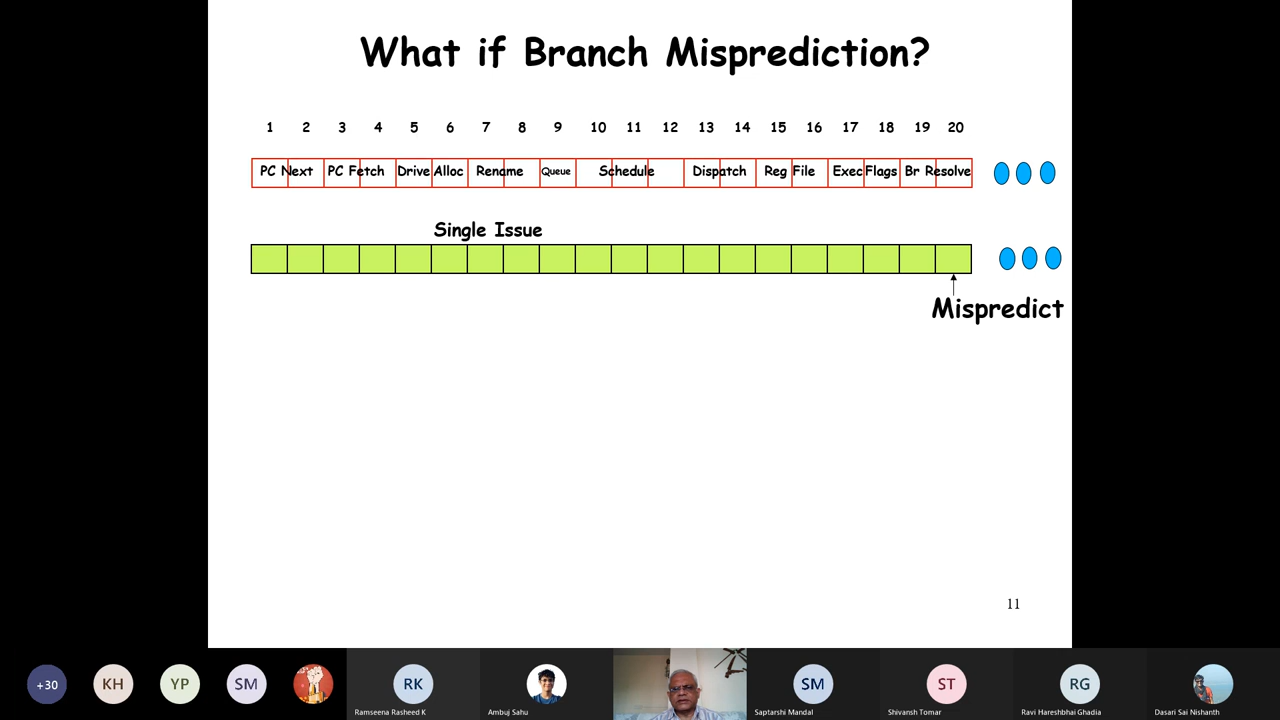 What if Branch Misprediction?
1 2 3 4 5 6 7 8 9 10 11 12 13 14 15 16 17 18 19 20
PC Next PC Fetch Drive Alloc Rename Queue Schedule Dispatch Reg File Exec Flags Br Resolve
Single Issue
Mispredict
11
+30 KH YP SM RK SM ST RG
Ramseena Rasheed K Ambuj Sahu Saptarshi Mandal Shivansh Tomar Ravi Hareshbhai Ghadia Dasari Sai Nishanth